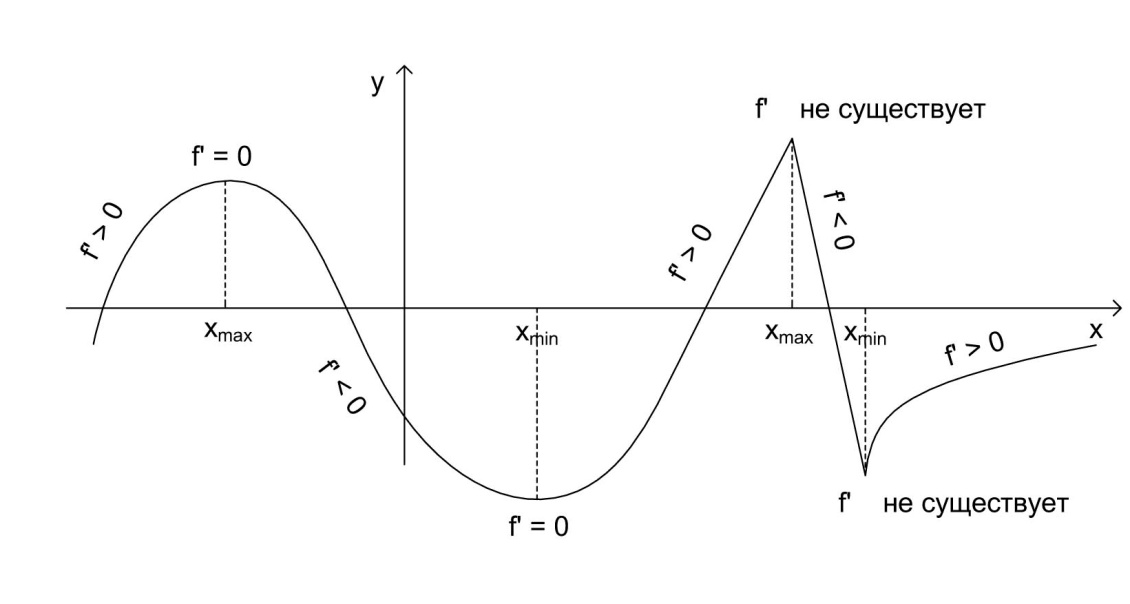 y
f' не существует
f' = 0
f' > 0
f' < 0
f' > 0
xmax
xmin
xmax
xmin
x
f' < 0
f' > 0
f' = 0
f' не существует